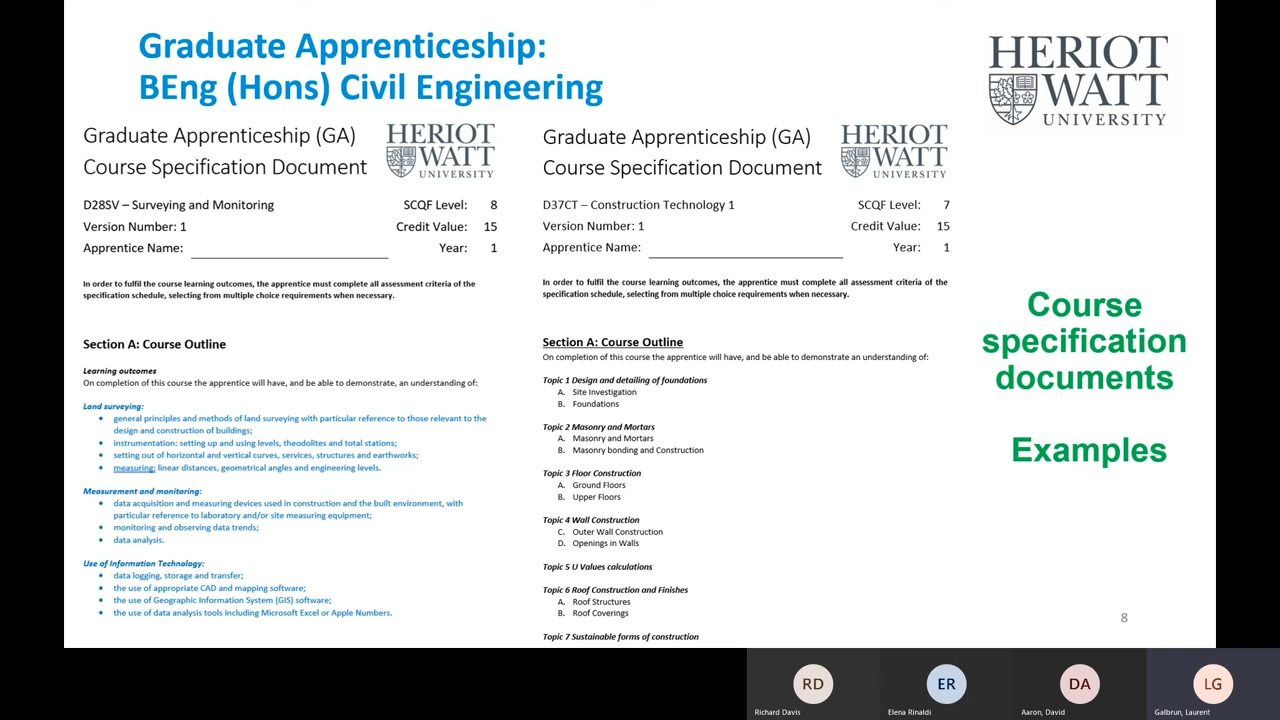 Graduate Apprenticeship:
BEng (Hons) Civil Engineering
HERIOT
WATT
UNIVERSITY
Graduate Apprenticeship (GA)
Course Specification Document
HERIOT
WATT
UNIVERSITY
D28SV – Surveying and Monitoring
SCQF Level: 8
Version Number: 1
Credit Value: 15
Apprentice Name:
Year: 1
In order to fulfil the course learning outcomes, the apprentice must complete all assessment criteria of the
specification schedule, selecting from multiple choice requirements when necessary.
Section A: Course Outline
Learning outcomes
On completion of this course the apprentice will have, and be able to demonstrate, an understanding of:
Land surveying:
• general principles and methods of land surveying with particular reference to those relevant to the
design and construction of buildings;
• instrumentation: setting up and using levels, theodolites and total stations;
• setting out of horizontal and vertical curves, services, structures and earthworks;
• measuring; linear distances, geometrical angles and engineering levels.
Measurement and monitoring:
• data acquisition and measuring devices used in construction and the built environment, with
particular reference to laboratory and/or site measuring equipment;
• monitoring and observing data trends;
• data analysis.
Use of Information Technology:
• data logging, storage and transfer;
• the use of appropriate CAD and mapping software;
• the use of Geographic Information System (GIS) software;
• the use of data analysis tools including Microsoft Excel or Apple Numbers.
Graduate Apprenticeship (GA)
Course Specification Document
HERIOT
WATT
UNIVERSITY
D37CT – Construction Technology 1
SCQF Level: 7
Version Number: 1
Credit Value: 15
Apprentice Name:
Year: 1
In order to fulfil the course learning outcomes, the apprentice must complete all assessment criteria of the
specification schedule, selecting from multiple choice requirements when necessary.
Section A: Course Outline
On completion of this course the apprentice will have, and be able to demonstrate an understanding of:
Topic 1 Design and detailing of foundations
A. Site Investigation
B. Foundations
Topic 2 Masonry and Mortars
A. Masonry and Mortars
B. Masonry bonding and Construction
Topic 3 Floor Construction
A. Ground Floors
B. Upper Floors
Topic 4 Wall Construction
C. Outer Wall Construction
D. Openings in Walls
Topic 5 U Values calculations
Topic 6 Roof Construction and Finishes
A. Roof Structures
B. Roof Coverings
Topic 7 Sustainable forms of construction
Course
specification
documents
Examples
8
RD
Richard Davis
ER
Elena Rinaldi
DA
Aaron, David
LG
Galbrun, Laurent